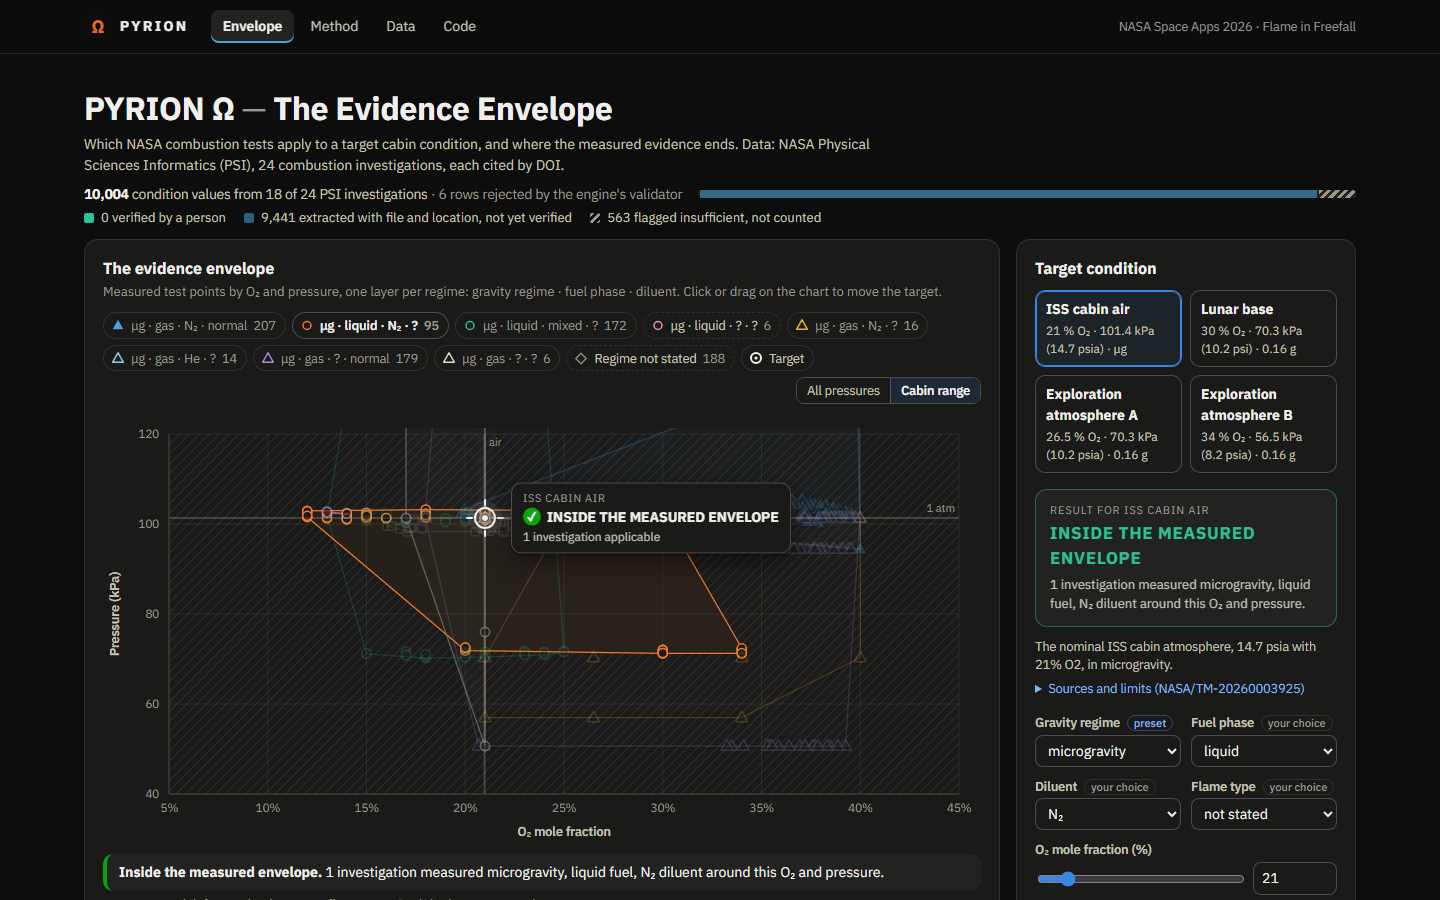 Ω PYRION Envelope Method Data Code NASA Space Apps 2026 · Flame in Freefall
PYRION Ω — The Evidence Envelope
Which NASA combustion tests apply to a target cabin condition, and where the measured evidence ends. Data: NASA Physical
Sciences Informatics (PSI), 24 combustion investigations, each cited by DOI.
10,004 condition values from 18 of 24 PSI investigations · 6 rows rejected by the engine's validator
0 verified by a person 9,441 extracted with file and location, not yet verified 563 flagged insufficient, not counted
The evidence envelope
Measured test points by O₂ and pressure, one layer per regime: gravity regime · fuel phase · diluent. Click or drag on the chart to move the target.
µg · gas · N₂ · normal 207 µg · liquid · N₂ · ? 95 µg · liquid · mixed · ? 172 µg · liquid · ? · ? 6 µg · gas · N₂ · ? 16
µg · gas · He · ? 14 µg · gas · ? · normal 179 µg · gas · ? · ? 6 Regime not stated 188 Target
All pressures Cabin range
120
air
100
1 atm
80
60
40
Pressure (kPa)
5% 10% 15% 20% 25% 30% 35% 40% 45%
O₂ mole fraction
ISS CABIN AIR
INSIDE THE MEASURED ENVELOPE
1 investigation applicable
Inside the measured envelope. 1 investigation measured microgravity, liquid fuel, N₂ diluent around this O₂ and pressure.
Target condition
ISS cabin air
21 % O₂ · 101.4 kPa
(14.7 psia) · µg
Lunar base
30 % O₂ · 70.3 kPa
(10.2 psi) · 0.16 g
Exploration
atmosphere A
26.5 % O₂ · 70.3 kPa
(10.2 psia) · 0.16 g
Exploration
atmosphere B
34 % O₂ · 56.5 kPa
(8.2 psia) · 0.16 g
RESULT FOR ISS CABIN AIR
INSIDE THE MEASURED
ENVELOPE
1 investigation measured microgravity, liquid
fuel, N₂ diluent around this O₂ and pressure.
The nominal ISS cabin atmosphere, 14.7 psia with
21% O2, in microgravity.
Sources and limits (NASA/TM-20260003925)
Gravity regime preset Fuel phase your choice
microgravity liquid
Diluent your choice Flame type your choice
N₂ not stated
O₂ mole fraction (%)
21